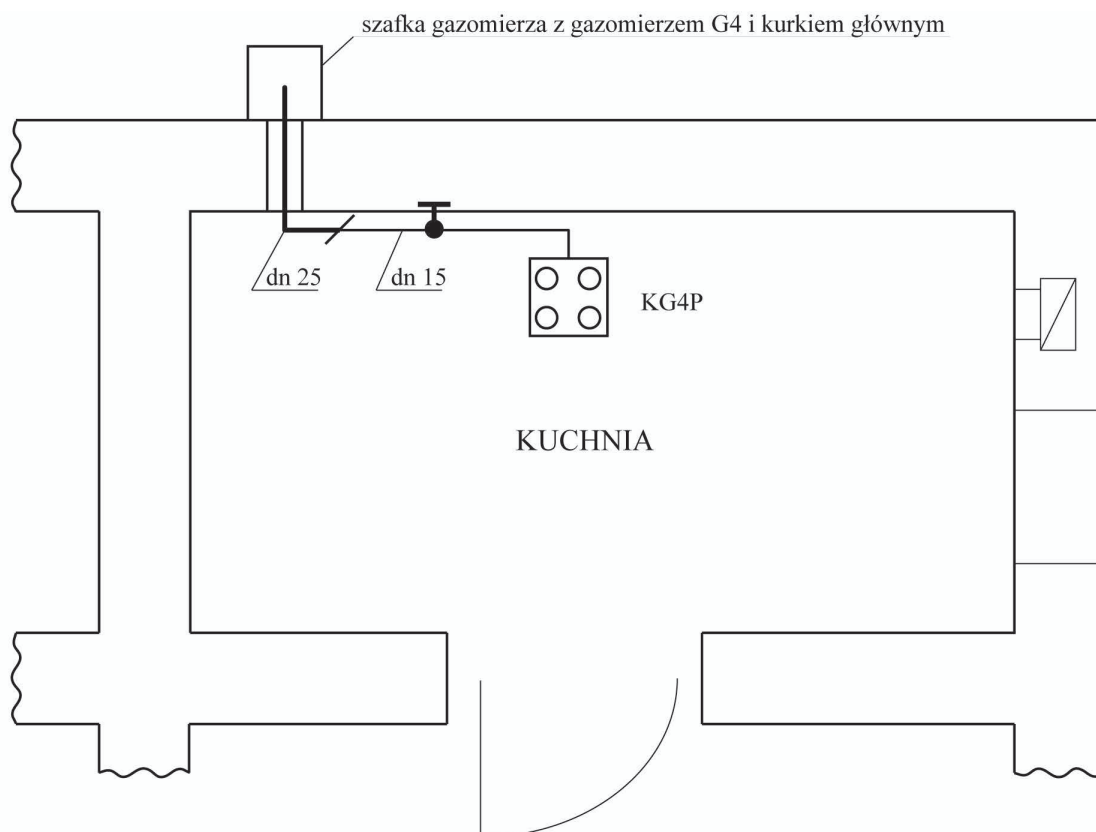 szafka gazomierza z gazomierzem G4 i kurkiem głównym
dn 25
dn 15
KG4P
KUCHNIA